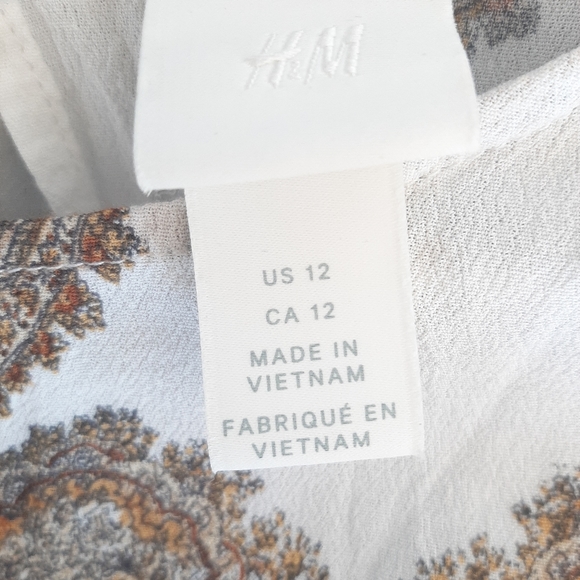 H&M
US 12
CA 12
MADE IN
VIETNAM
FABRIQUÉ EN
VIETNAM